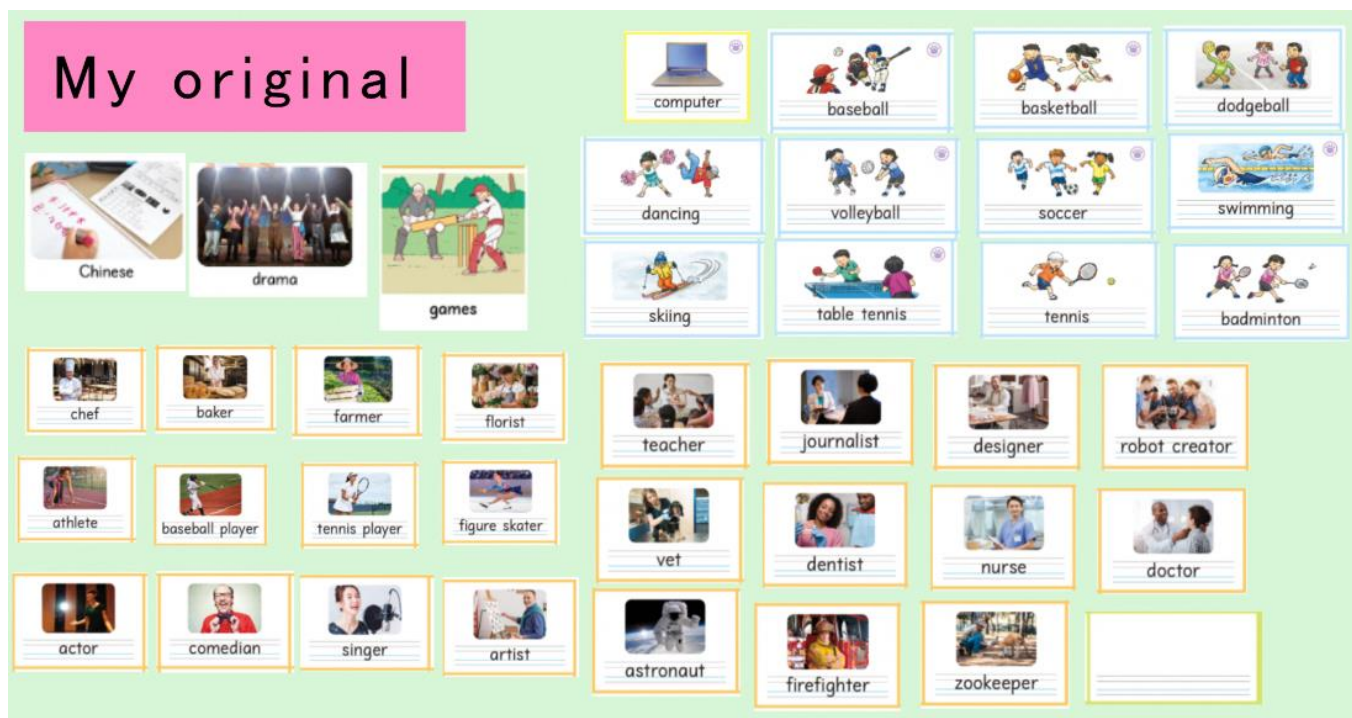 My original
computer
baseball
basketball
dodgeball
dancing
volleyball
soccer
swimming
skiing
table tennis
tennis
badminton
Chinese
drama
games
chef
baker
farmer
florist
athlete
baseball player
tennis player
figure skater
actor
comedian
singer
artist
teacher
journalist
designer
robot creator
vet
dentist
nurse
doctor
astronaut
firefighter
zookeeper